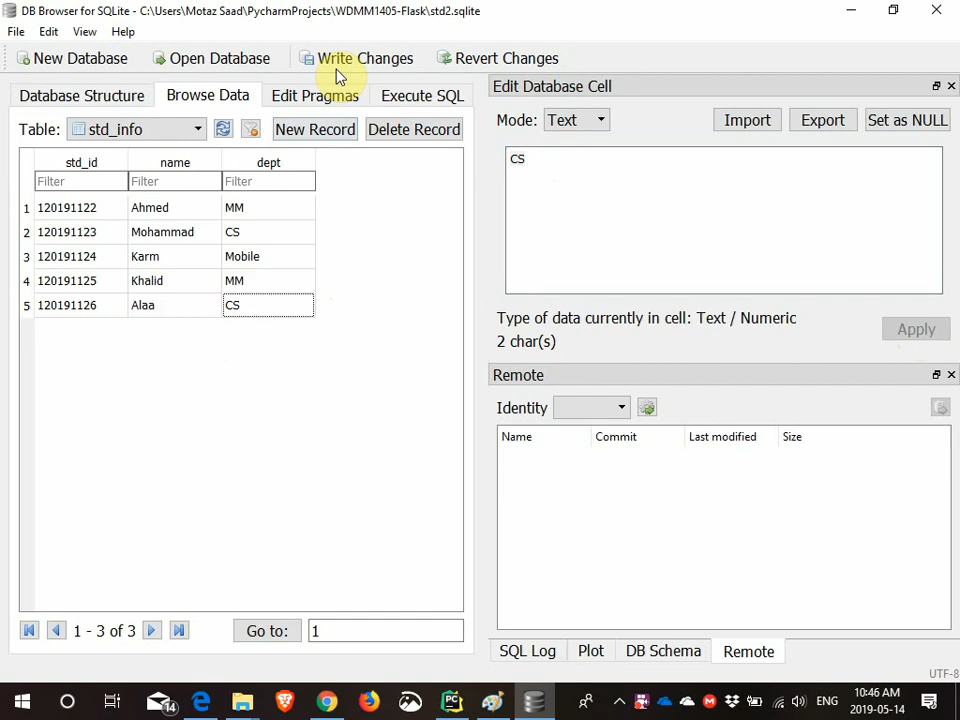 DB Browser for SQLite - C:\Users\Motaz Saad\PycharmProjects\WDMM1405-Flask\std2.sqlite
File Edit View Help
New Database Open Database Write Changes Revert Changes
Database Structure Browse Data Edit Pragmas Execute SQL
Table: std_info New Record Delete Record
std_id name dept
Filter Filter Filter
1 120191122 Ahmed MM
2 120191123 Mohammad CS
3 120191124 Karm Mobile
4 120191125 Khalid MM
5 120191126 Alaa CS
1 - 3 of 3 Go to: 1
Edit Database Cell
Mode: Text Import Export Set as NULL
CS
Type of data currently in cell: Text / Numeric
2 char(s)
Apply
Remote
Identity
Name Commit Last modified Size
SQL Log Plot DB Schema Remote
UTF-8
14 PC ENG 10:46 AM
2019-05-14